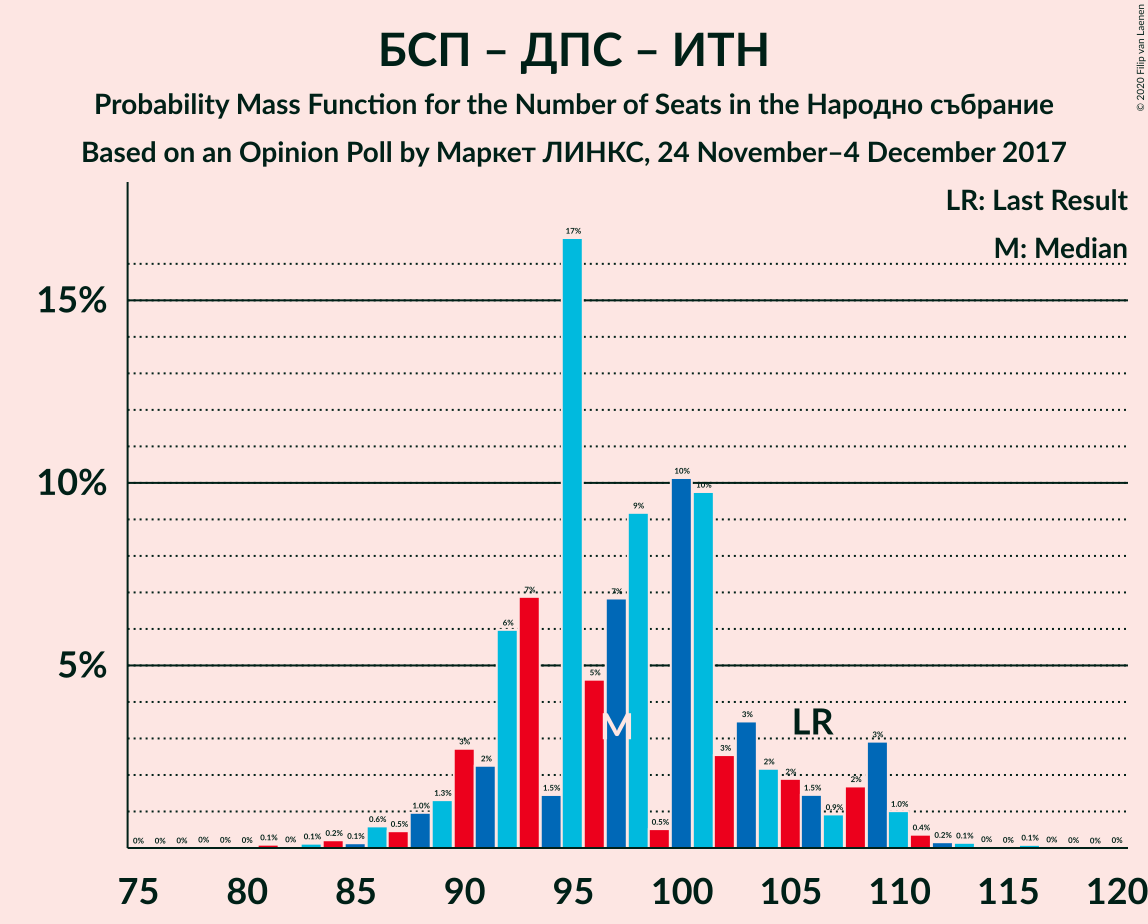 БСП – ДПС – ИТН
Probability Mass Function for the Number of Seats in the Народно събрание
Based on an Opinion Poll by Маркет ЛИНКС, 24 November–4 December 2017
© 2020 Filip van Laenen
LR: Last Result
M: Median
15%
10%
5%
0% 0% 0% 0% 0% 0% 0.1% 0% 0.1% 0.2% 0.1% 0.6% 0.5% 1.0% 1.3% 3% 2% 6% 7% 1.5% 17% 5% 7% 9% 0.5% 10% 10% 3% 3% 2% 2% 1.5% 0.9% 2% 3% 1.0% 0.4% 0.2% 0.1% 0% 0% 0.1% 0% 0% 0% 0%
M
LR
75 80 85 90 95 100 105 110 115 120